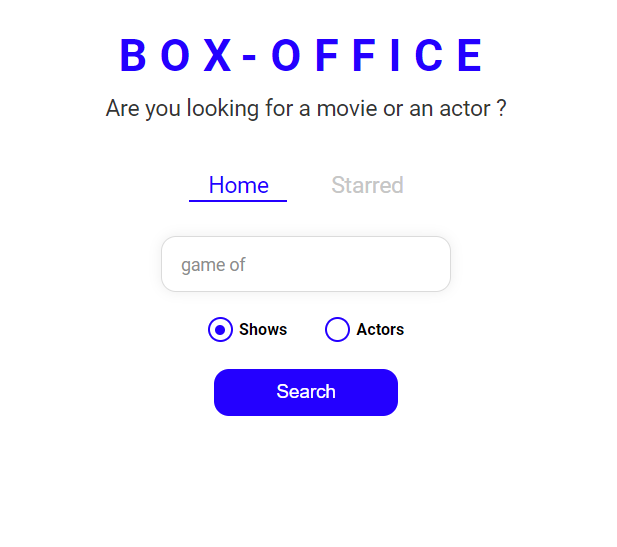 BOX-OFFICE
Are you looking for a movie or an actor ?
Home Starred
game of
Shows Actors
Search